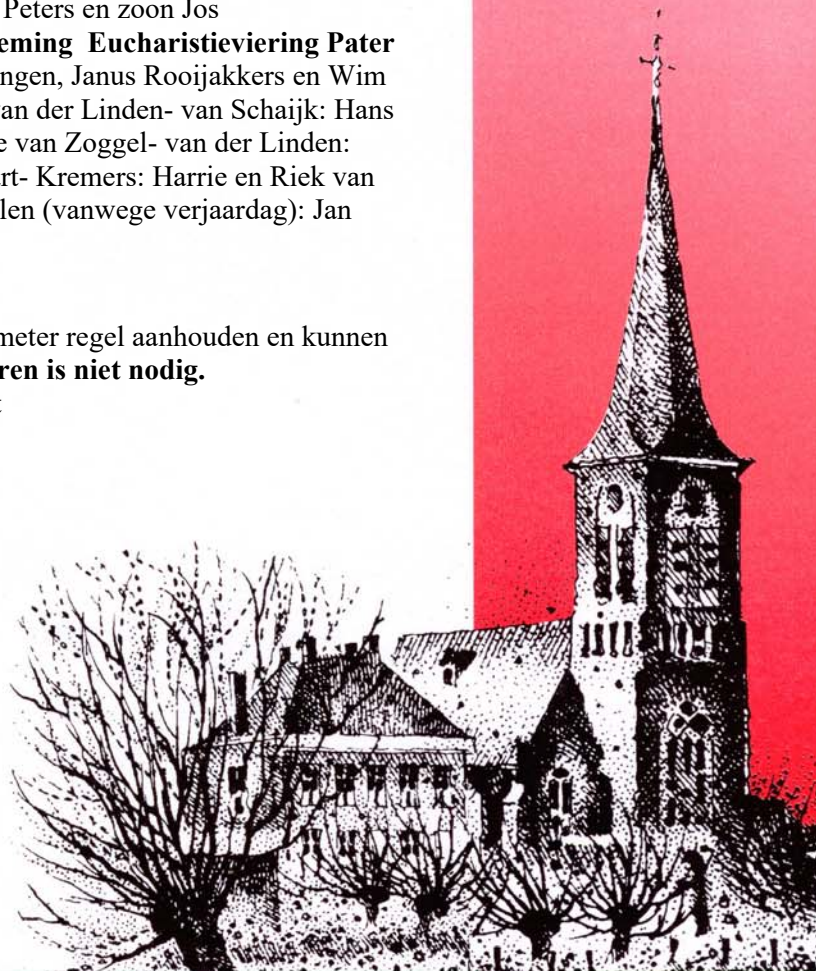 Peters en zoon Jos
eming Eucharistieviering Pater
ngen, Janus Rooijakkers en Wim
van der Linden- van Schaijk: Hans
e van Zoggel- van der Linden:
art- Kremers: Harrie en Riek van
len (vanwege verjaardag): Jan
meter regel aanhouden en kunnen
ren is niet nodig.